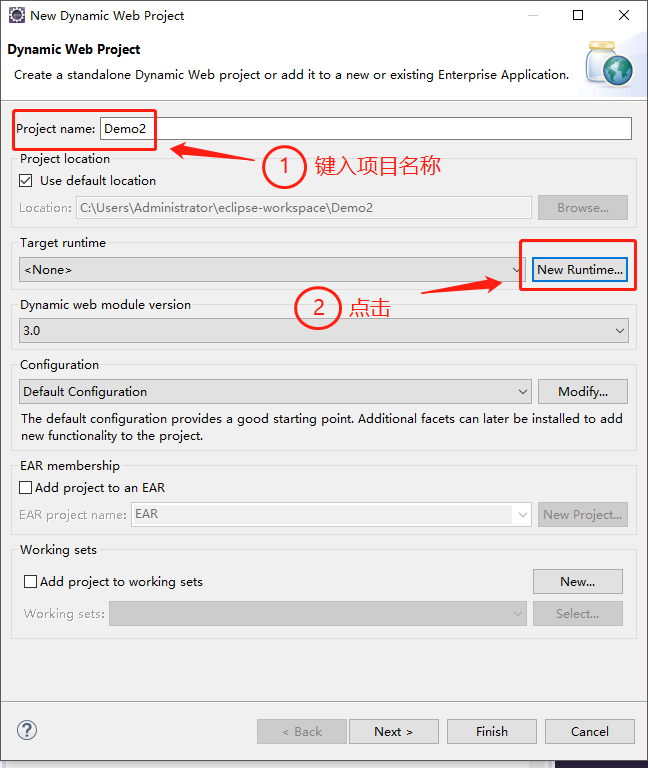 New Dynamic Web Project
Dynamic Web Project
Create a standalone Dynamic Web project or add it to a new or existing Enterprise Application.
Project name: Demo2
1 键入项目名称
Project location
Use default location
Location: C:\Users\Administrator\eclipse-workspace\Demo2 Browse...
Target runtime
<None> New Runtime...
2 点击
Dynamic web module version
3.0
Configuration
Default Configuration Modify...
The default configuration provides a good starting point. Additional facets can later be installed to add
new functionality to the project.
EAR membership
Add project to an EAR
EAR project name: EAR New Project...
Working sets
Add project to working sets New...
Working sets: Select...
? < Back Next > Finish Cancel